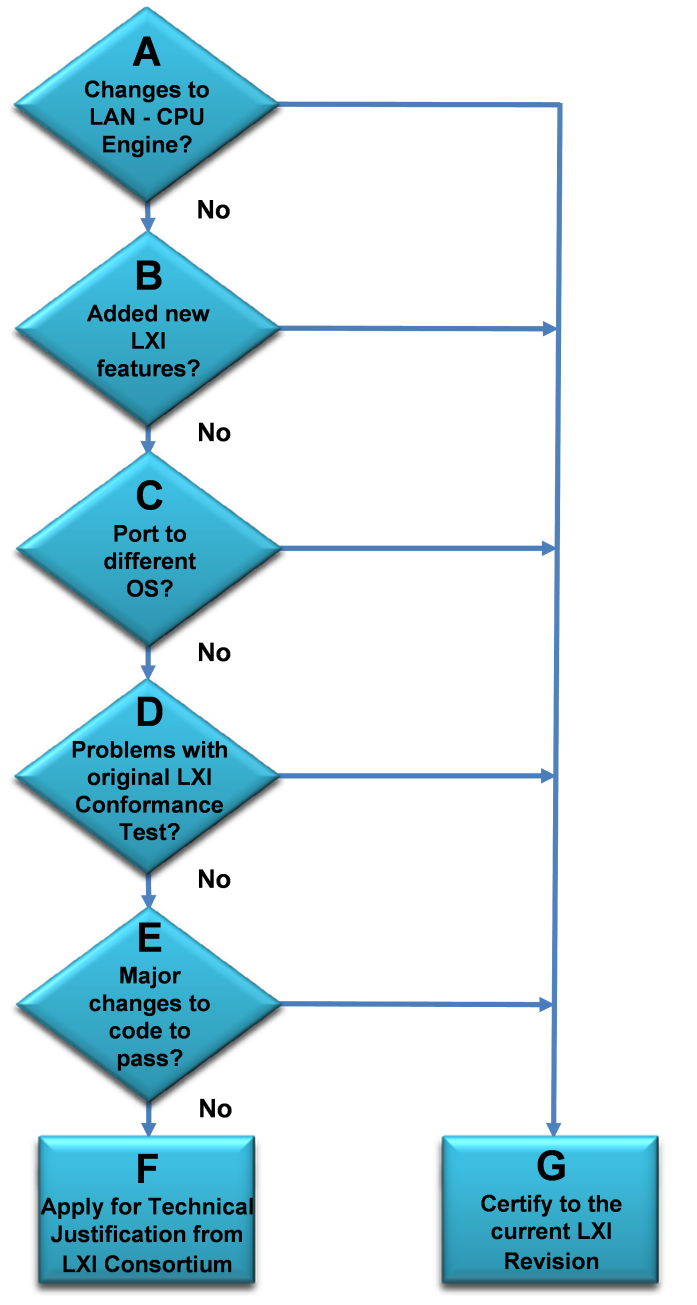 A
Changes to
LAN - CPU
Engine?
No
B
Added new
LXI
features?
No
C
Port to
different
OS?
No
D
Problems with
original LXI
Conformance
Test?
No
E
Major
changes to
code to
pass?
No
F
Apply for Technical
Justification from
LXI Consortium
G
Certify to the
current LXI
Revision